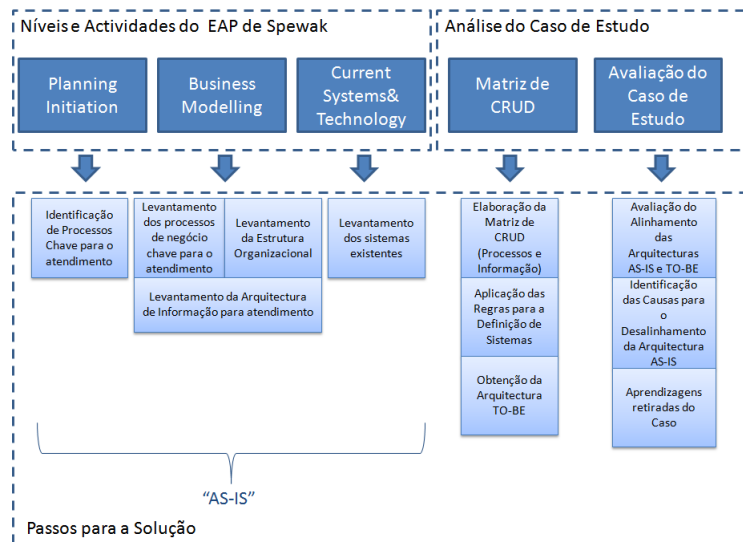 Níveis e Actividades do EAP de Spewak
Análise do Caso de Estudo
Planning
Initiation
Business
Modelling
Current
Systems&
Technology
Matriz de
CRUD
Avaliação do
Caso de
Estudo
Identificação
de Processos
Chave para o
atendimento
Levantamento
dos processos
de negócio
chave para o
atendimento
Levantamento
da Estrutura
Organizacional
Levantamento da Arquitectura
de Informação para atendimento
Levantamento
dos sistemas
existentes
Elaboração da
Matriz de
CRUD
(Processos e
Informação)
Aplicação das
Regras para a
Definição de
Sistemas
Obtenção da
Arquitectura
TO-BE
Avaliação do
Alinhamento
das
Arquitecturas
AS-IS e TO-BE
Identificação
das Causas para
o
Desalinhamento
da Arquitectura
AS-IS
Aprendizagens
retiradas do
Caso
“AS-IS”
Passos para a Solução